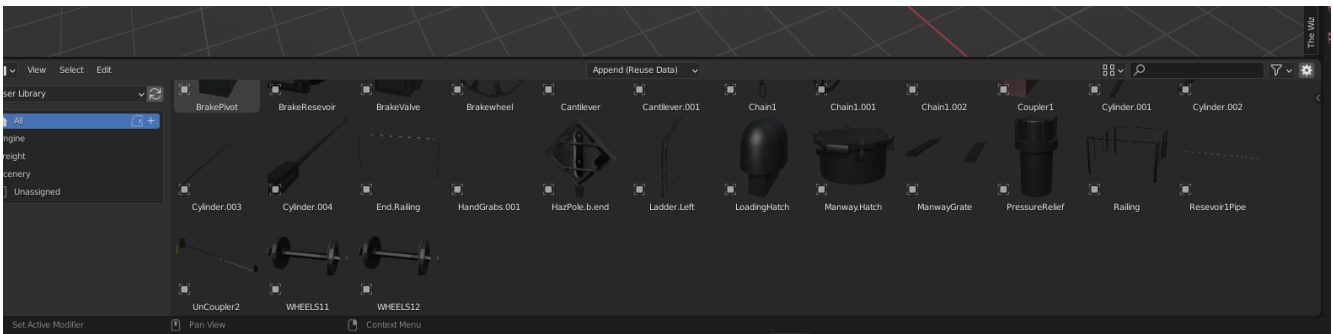 The Wiz
View Select Edit Append (Reuse Data)
ser Library
All
ngine
reight
cenery
Unassigned
BrakePivot BrakeResevoir BrakeValve Brakewheel Cantilever Cantilever.001 Chain1 Chain1.001 Chain1.002 Coupler1 Cylinder.001 Cylinder.002
Cylinder.003 Cylinder.004 End.Railing HandGrabs.001 HazPole.b.end Ladder.Left LoadingHatch Manway.Hatch ManwayGrate PressureRelief Railing Resevoir1Pipe
UnCoupler2 WHEELS11 WHEELS12
Set Active Modifier Pan View Context Menu